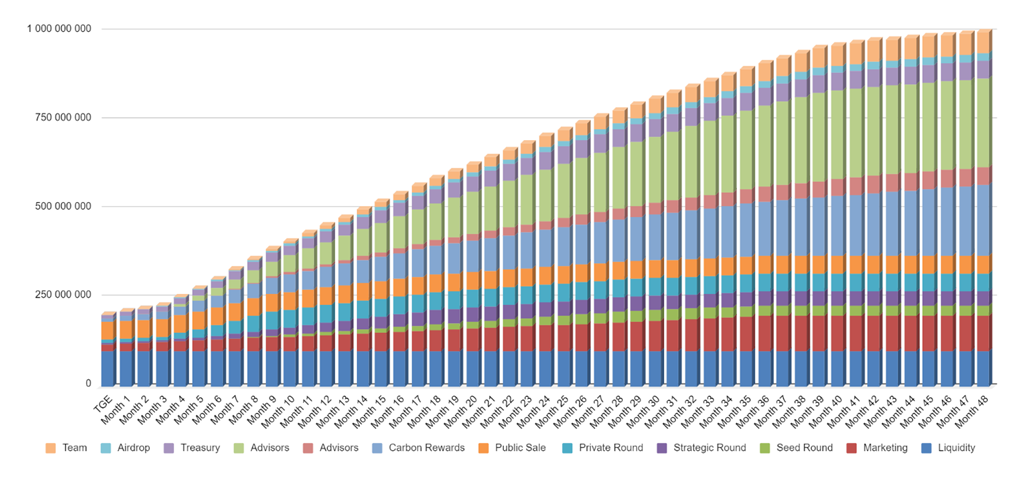 1 000 000 000
750 000 000
500 000 000
250 000 000
0
TGE
Month 1
Month 2
Month 3
Month 4
Month 5
Month 6
Month 7
Month 8
Month 9
Month 10
Month 11
Month 12
Month 13
Month 14
Month 15
Month 16
Month 17
Month 18
Month 19
Month 20
Month 21
Month 22
Month 23
Month 24
Month 25
Month 26
Month 27
Month 28
Month 29
Month 30
Month 31
Month 32
Month 33
Month 34
Month 35
Month 36
Month 37
Month 38
Month 39
Month 40
Month 41
Month 42
Month 43
Month 44
Month 45
Month 46
Month 47
Month 48
Team Airdrop Treasury Advisors Advisors Carbon Rewards Public Sale Private Round Strategic Round Seed Round Marketing Liquidity